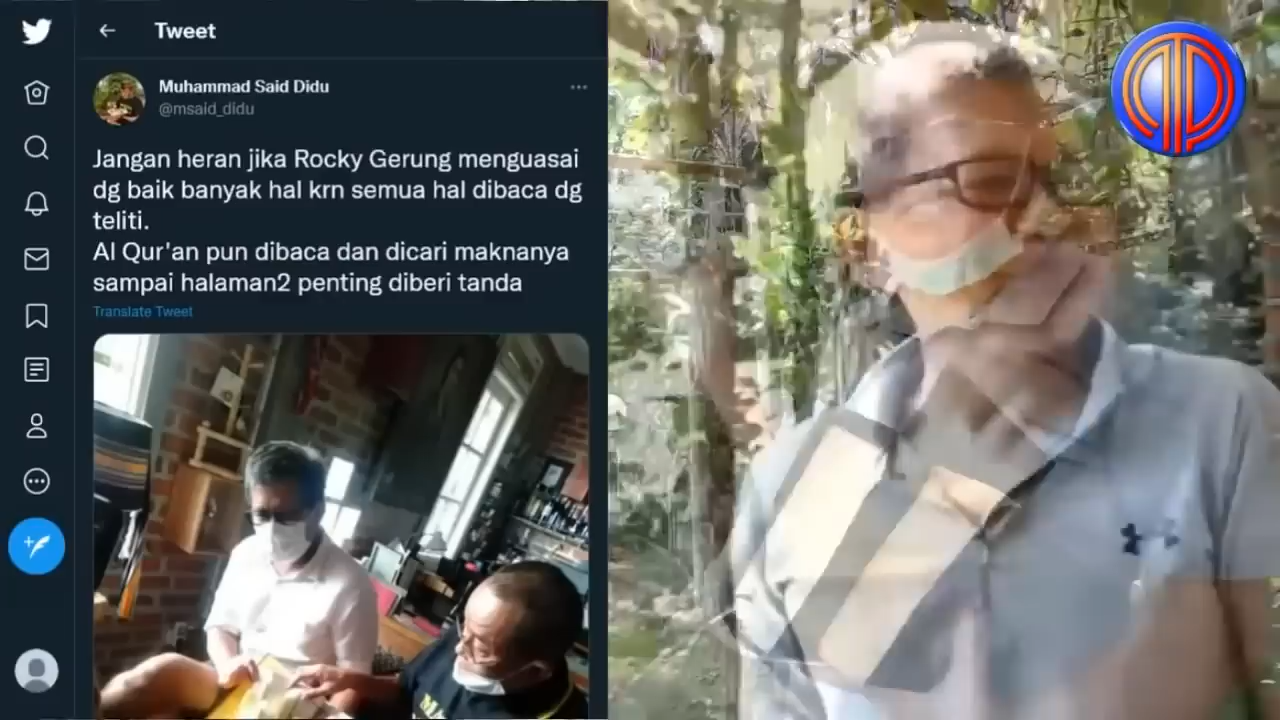 Tweet
Muhammad Said Didu
@msaid_didu
Jangan heran jika Rocky Gerung menguasai
dg baik banyak hal krn semua hal dibaca dg
teliti.
Al Qur'an pun dibaca dan dicari maknanya
sampai halaman2 penting diberi tanda
Translate Tweet